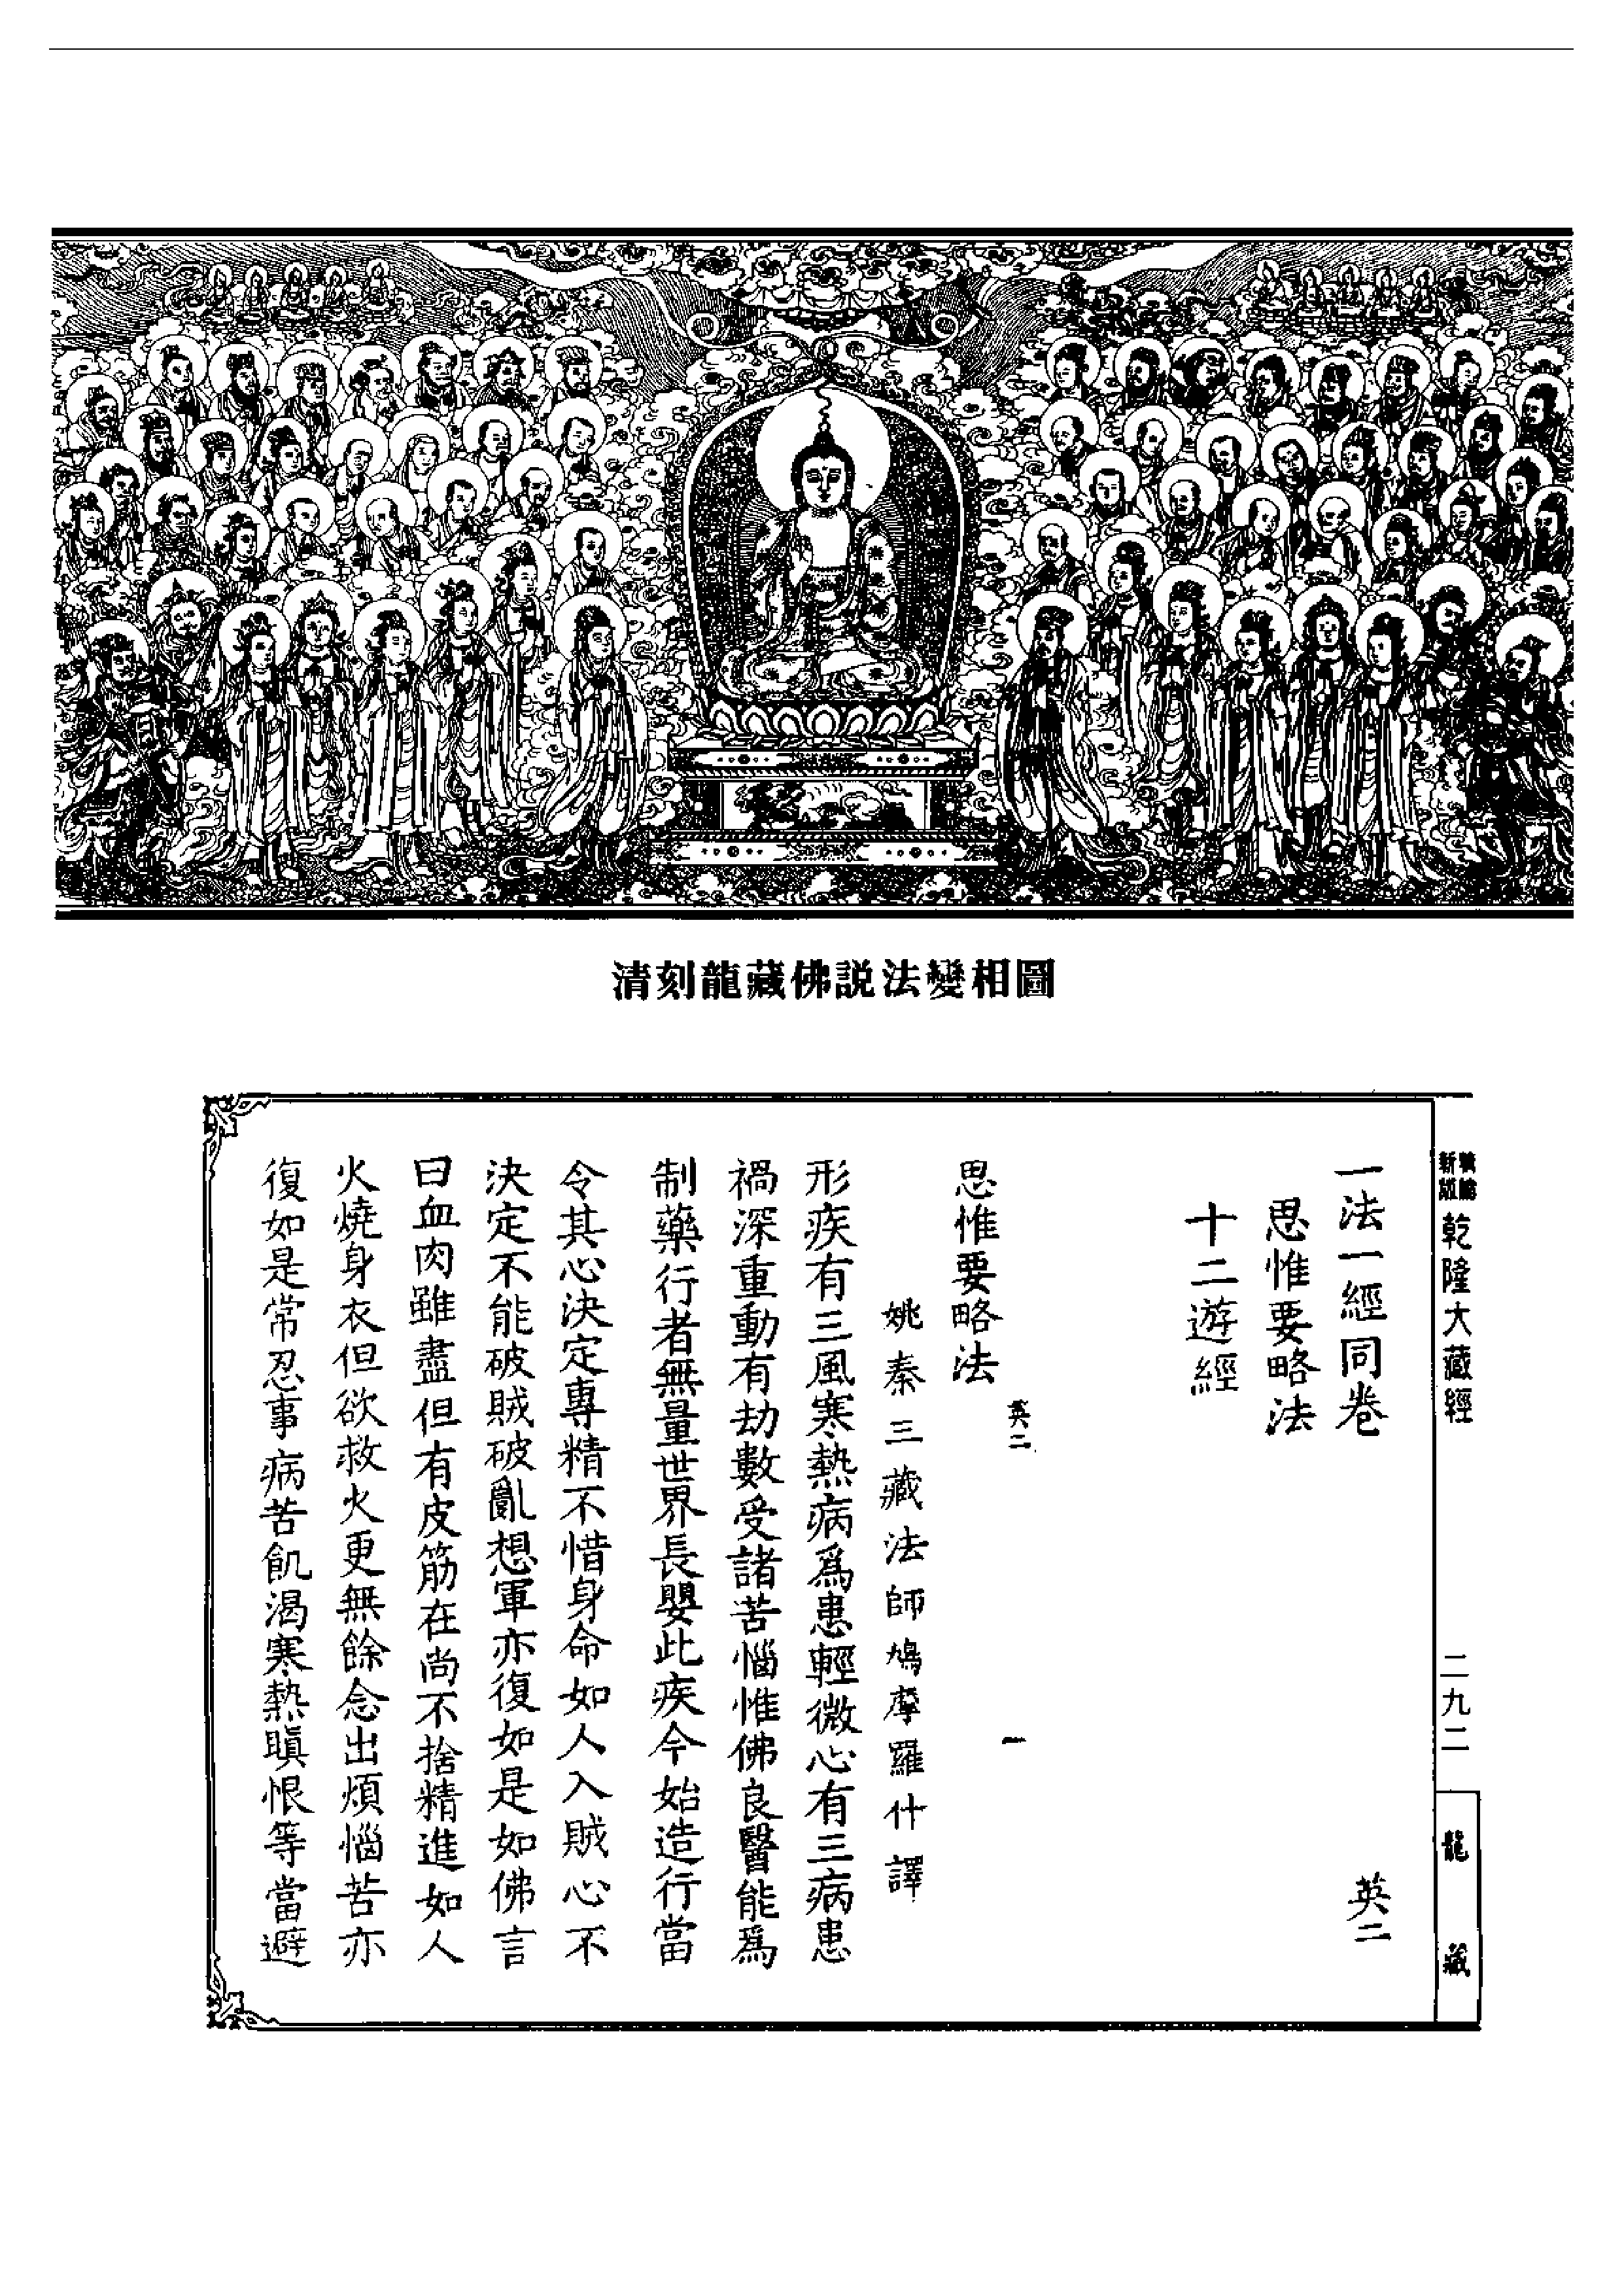 清刻龍藏佛説法變相圖
新版
乾隆大藏經
二九二
龍藏
一法一經同卷
英二
思惟要略法
十二遊經
英二
一
思惟要略法
姚秦三藏法師鳩摩羅什譯
形疾有三風寒熱病爲患輕微心有三病患
禍深重動有劫數受諸苦惱惟佛良醫能爲
制藥行者無量世界長嬰此疾今始造行當
令其心決定專精不惜身命如人入賊心不
決定不能破賊破亂想軍亦復如是如佛言
曰血肉雖盡但有皮筋在尚不捨精進如人
火燒身衣但欲救火更無餘念出煩惱苦亦
復如是常忍事病苦飢渴寒熱瞋恨等當避